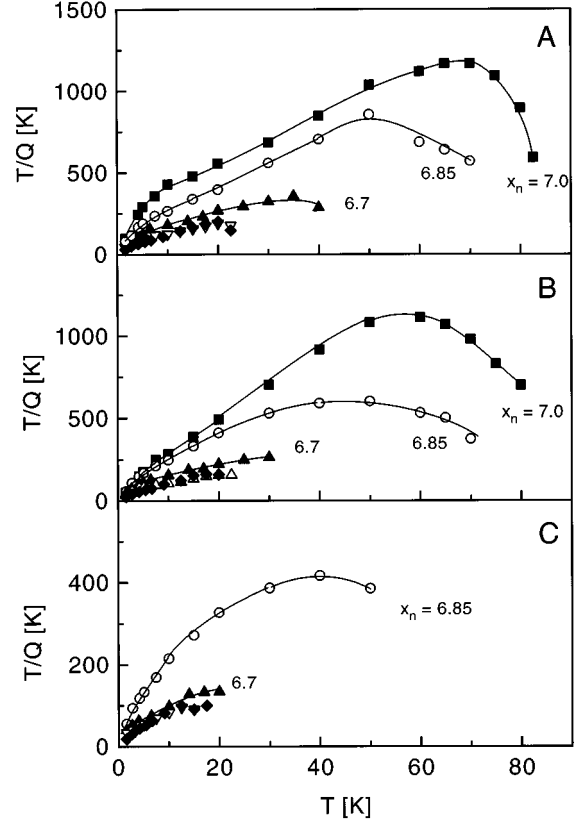 1500
A
1000
T/Q [K]
500
6.85
x_n = 7.0
6.7
0
B
1000
T/Q [K]
500
x_n = 7.0
6.7
6.85
0
C
400
T/Q [K]
x_n = 6.85
200
6.7
0
0 20 40 60 80
T [K]